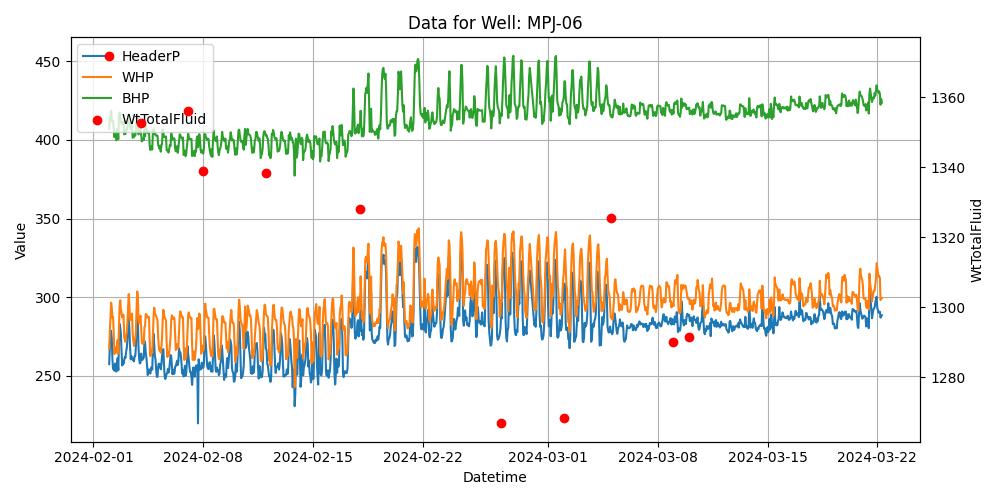 Data for Well: MPJ-06
HeaderP
WHP
BHP
WtTotalFluid
450
400
350
300
250
Value
1360
1340
1320
1300
1280
WtTotalFluid
2024-02-01 2024-02-08 2024-02-15 2024-02-22 2024-03-01 2024-03-08 2024-03-15 2024-03-22
Datetime